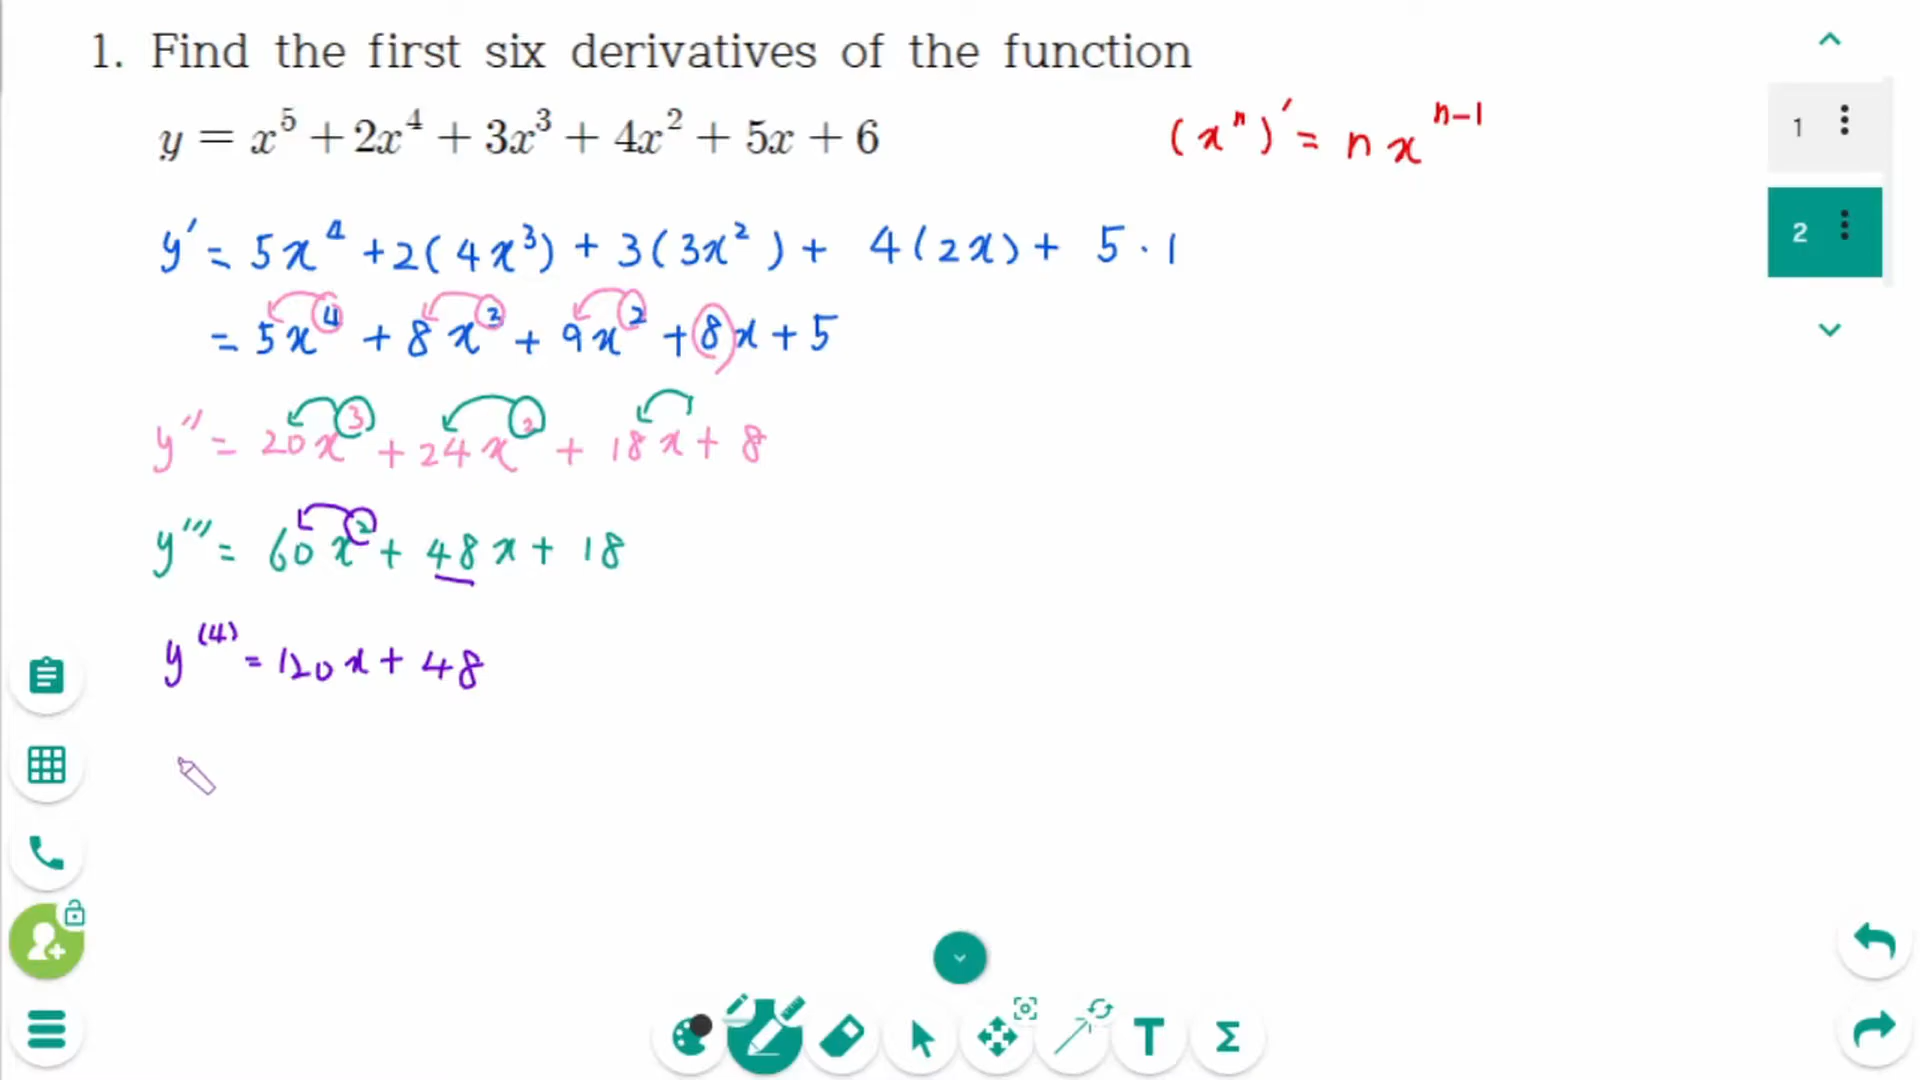 1. Find the first six derivatives of the function
y = x⁵ + 2x⁴ + 3x³ + 4x² + 5x + 6
(xⁿ)′ = n xⁿ⁻¹
y′ = 5x⁴ + 2(4x³) + 3(3x²) + 4(2x) + 5·1
= 5x⁴ + 8x³ + 9x² + 8x + 5
y″ = 20x³ + 24x² + 18x + 8
y‴ = 60x² + 48x + 18
y⁽⁴⁾ = 120x + 48
1
2
T
Σ